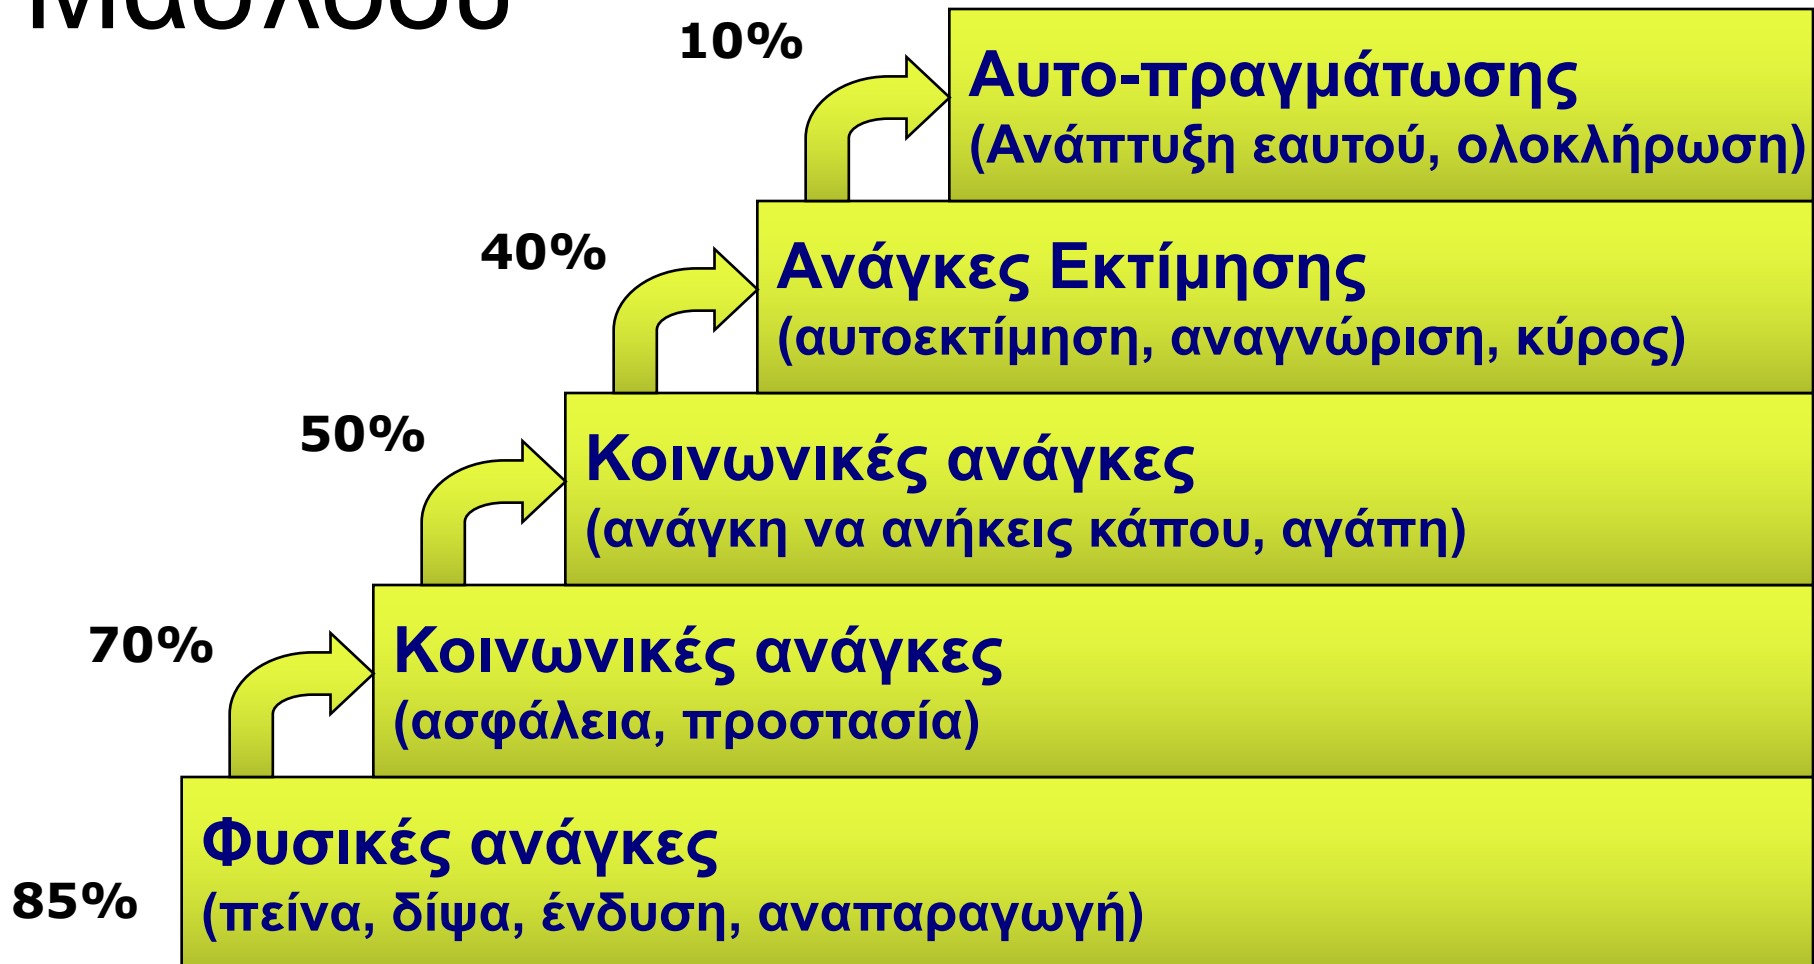 Μάσλοου
10%
Αυτο-πραγμάτωσης
(Ανάπτυξη εαυτού, ολοκλήρωση)
40%
Ανάγκες Εκτίμησης
(αυτοεκτίμηση, αναγνώριση, κύρος)
50%
Κοινωνικές ανάγκες
(ανάγκη να ανήκεις κάπου, αγάπη)
70%
Κοινωνικές ανάγκες
(ασφάλεια, προστασία)
Φυσικές ανάγκες
85%
(πείνα, δίψα, ένδυση, αναπαραγωγή)